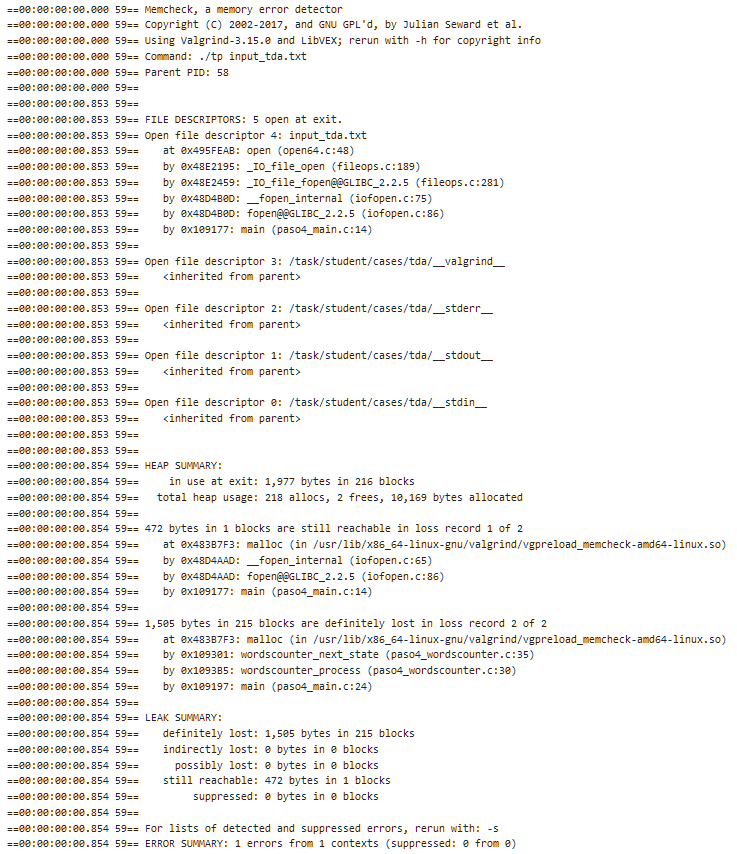 ==00:00:00:00.000 59== Memcheck, a memory error detector
==00:00:00:00.000 59== Copyright (C) 2002-2017, and GNU GPL'd, by Julian Seward et al.
==00:00:00:00.000 59== Using Valgrind-3.15.0 and LibVEX; rerun with -h for copyright info
==00:00:00:00.000 59== Command: ./tp input_tda.txt
==00:00:00:00.000 59== Parent PID: 58
==00:00:00:00.000 59==
==00:00:00:00.853 59==
==00:00:00:00.853 59== FILE DESCRIPTORS: 5 open at exit.
==00:00:00:00.853 59== Open file descriptor 4: input_tda.txt
==00:00:00:00.853 59==    at 0x495FEAB: open (open64.c:48)
==00:00:00:00.853 59==    by 0x48E2195: _IO_file_open (fileops.c:189)
==00:00:00:00.853 59==    by 0x48E2459: _IO_file_fopen@@GLIBC_2.2.5 (fileops.c:281)
==00:00:00:00.853 59==    by 0x48D4B0D: __fopen_internal (iofopen.c:75)
==00:00:00:00.853 59==    by 0x48D4B0D: fopen@@GLIBC_2.2.5 (iofopen.c:86)
==00:00:00:00.853 59==    by 0x109177: main (paso4_main.c:14)
==00:00:00:00.853 59==
==00:00:00:00.853 59== Open file descriptor 3: /task/student/cases/tda/__valgrind__
==00:00:00:00.853 59==    <inherited from parent>
==00:00:00:00.853 59==
==00:00:00:00.853 59== Open file descriptor 2: /task/student/cases/tda/__stderr__
==00:00:00:00.853 59==    <inherited from parent>
==00:00:00:00.853 59==
==00:00:00:00.853 59== Open file descriptor 1: /task/student/cases/tda/__stdout__
==00:00:00:00.853 59==    <inherited from parent>
==00:00:00:00.853 59==
==00:00:00:00.853 59== Open file descriptor 0: /task/student/cases/tda/__stdin__
==00:00:00:00.853 59==    <inherited from parent>
==00:00:00:00.853 59==
==00:00:00:00.853 59==
==00:00:00:00.854 59== HEAP SUMMARY:
==00:00:00:00.854 59==     in use at exit: 1,977 bytes in 216 blocks
==00:00:00:00.854 59==   total heap usage: 218 allocs, 2 frees, 10,169 bytes allocated
==00:00:00:00.854 59==
==00:00:00:00.854 59== 472 bytes in 1 blocks are still reachable in loss record 1 of 2
==00:00:00:00.854 59==    at 0x483B7F3: malloc (in /usr/lib/x86_64-linux-gnu/valgrind/vgpreload_memcheck-amd64-linux.so)
==00:00:00:00.854 59==    by 0x48D4AAD: __fopen_internal (iofopen.c:65)
==00:00:00:00.854 59==    by 0x48D4AAD: fopen@@GLIBC_2.2.5 (iofopen.c:86)
==00:00:00:00.854 59==    by 0x109177: main (paso4_main.c:14)
==00:00:00:00.854 59==
==00:00:00:00.854 59== 1,505 bytes in 215 blocks are definitely lost in loss record 2 of 2
==00:00:00:00.854 59==    at 0x483B7F3: malloc (in /usr/lib/x86_64-linux-gnu/valgrind/vgpreload_memcheck-amd64-linux.so)
==00:00:00:00.854 59==    by 0x109301: wordscounter_next_state (paso4_wordscounter.c:35)
==00:00:00:00.854 59==    by 0x1093B5: wordscounter_process (paso4_wordscounter.c:30)
==00:00:00:00.854 59==    by 0x109197: main (paso4_main.c:24)
==00:00:00:00.854 59==
==00:00:00:00.854 59== LEAK SUMMARY:
==00:00:00:00.854 59==    definitely lost: 1,505 bytes in 215 blocks
==00:00:00:00.854 59==    indirectly lost: 0 bytes in 0 blocks
==00:00:00:00.854 59==      possibly lost: 0 bytes in 0 blocks
==00:00:00:00.854 59==    still reachable: 472 bytes in 1 blocks
==00:00:00:00.854 59==         suppressed: 0 bytes in 0 blocks
==00:00:00:00.854 59==
==00:00:00:00.854 59== For lists of detected and suppressed errors, rerun with: -s
==00:00:00:00.854 59== ERROR SUMMARY: 1 errors from 1 contexts (suppressed: 0 from 0)